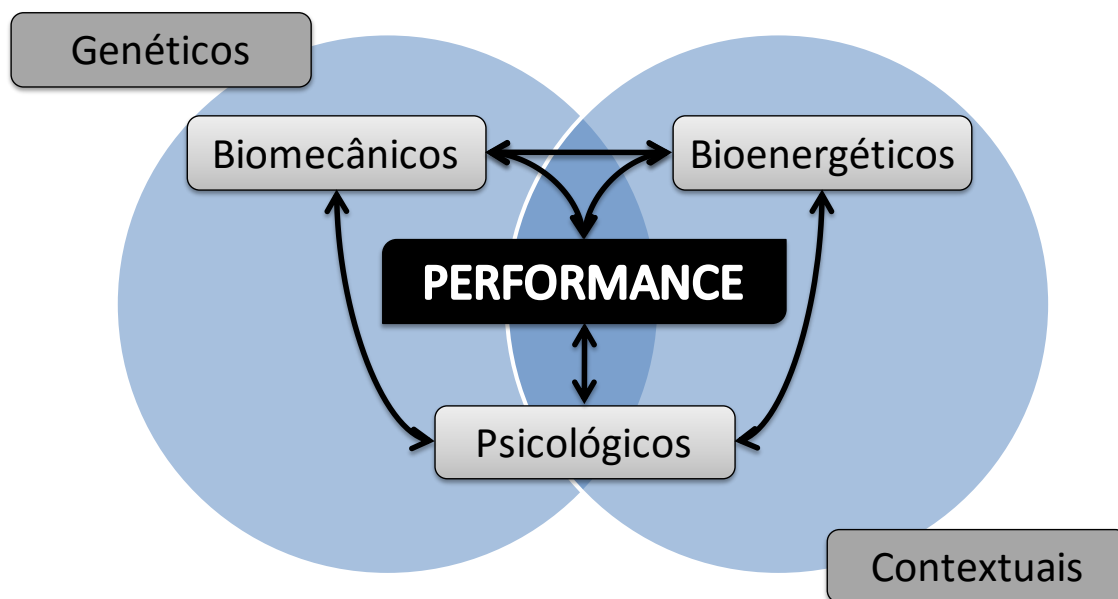 Genéticos
Biomecânicos
Bioenergéticos
PERFORMANCE
Psicológicos
Contextuais